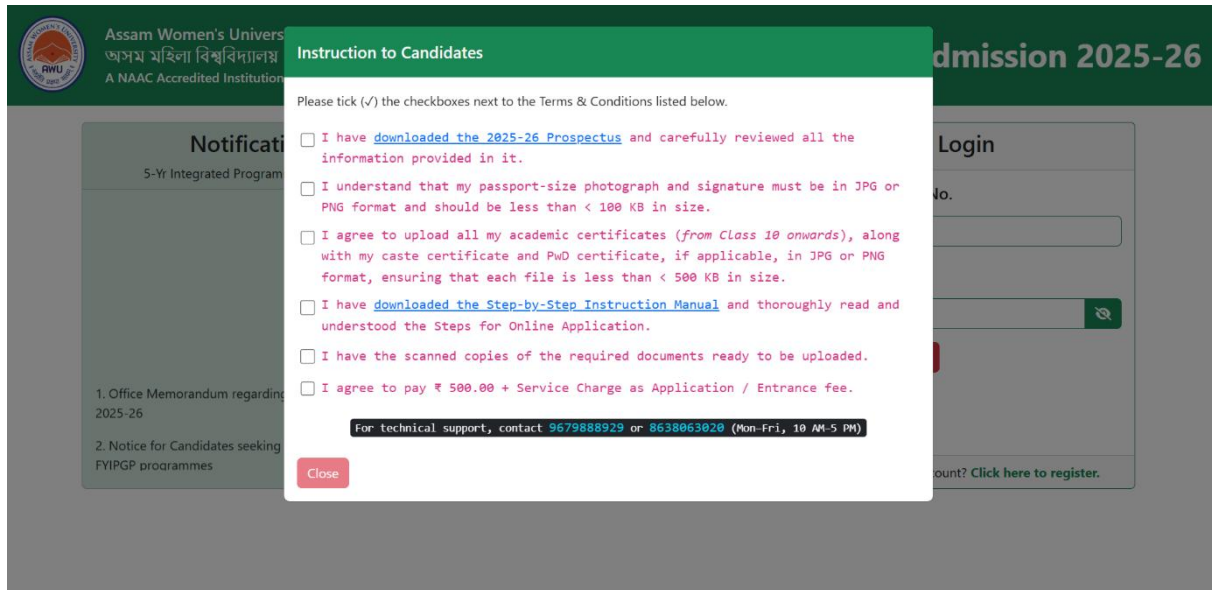 Assam Women's Univers
অসম মহিলা বিশ্ববিদ্যালয়
A NAAC Accredited Institution
AWU
dmission 2025-26
Instruction to Candidates
Please tick (✓) the checkboxes next to the Terms & Conditions listed below.
I have downloaded the 2025-26 Prospectus and carefully reviewed all the
information provided in it.
I understand that my passport-size photograph and signature must be in JPG or
PNG format and should be less than < 100 KB in size.
I agree to upload all my academic certificates (from Class 10 onwards), along
with my caste certificate and PwD certificate, if applicable, in JPG or PNG
format, ensuring that each file is less than < 500 KB in size.
I have downloaded the Step-by-Step Instruction Manual and thoroughly read and
understood the Steps for Online Application.
I have the scanned copies of the required documents ready to be uploaded.
I agree to pay ₹ 500.00 + Service Charge as Application / Entrance fee.
For technical support, contact 9679888929 or 8638063020 (Mon-Fri, 10 AM-5 PM)
Close
Notificati
5-Yr Integrated Program
1. Office Memorandum regarding
2025-26
2. Notice for Candidates seeking
FYIPGP programmes
Login
No.
ount? Click here to register.